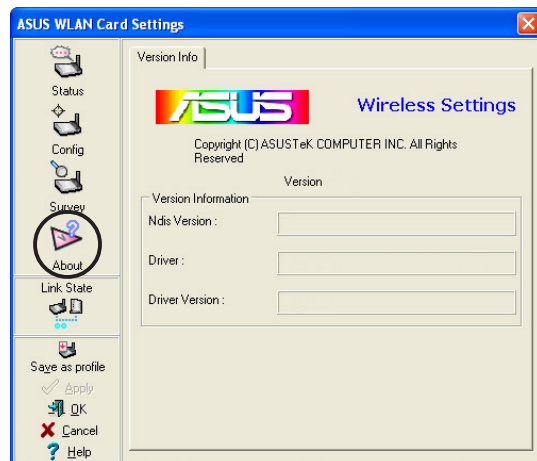 ASUS WLAN Card Settings
Status
Config
Survey
About
Link State
Save as profile
Apply
OK
Cancel
Help
Version Info
ASUS
Wireless Settings
Copyright (C) ASUSTeK COMPUTER INC. All Rights
Reserved
Version
Version Information
Ndis Version :
Driver :
Driver Version :